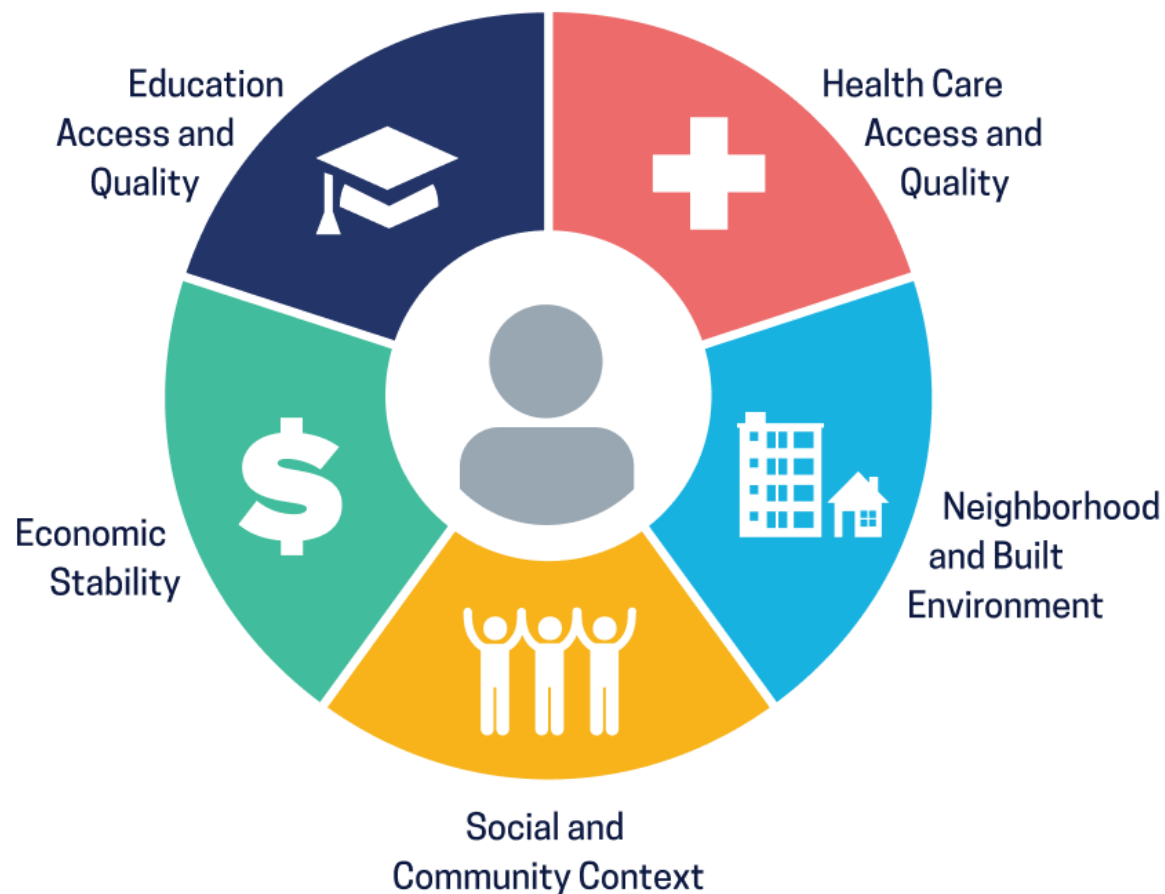 Education
Access and
Quality
Health Care
Access and
Quality
Economic
Stability
Neighborhood
and Built
Environment
Social and
Community Context